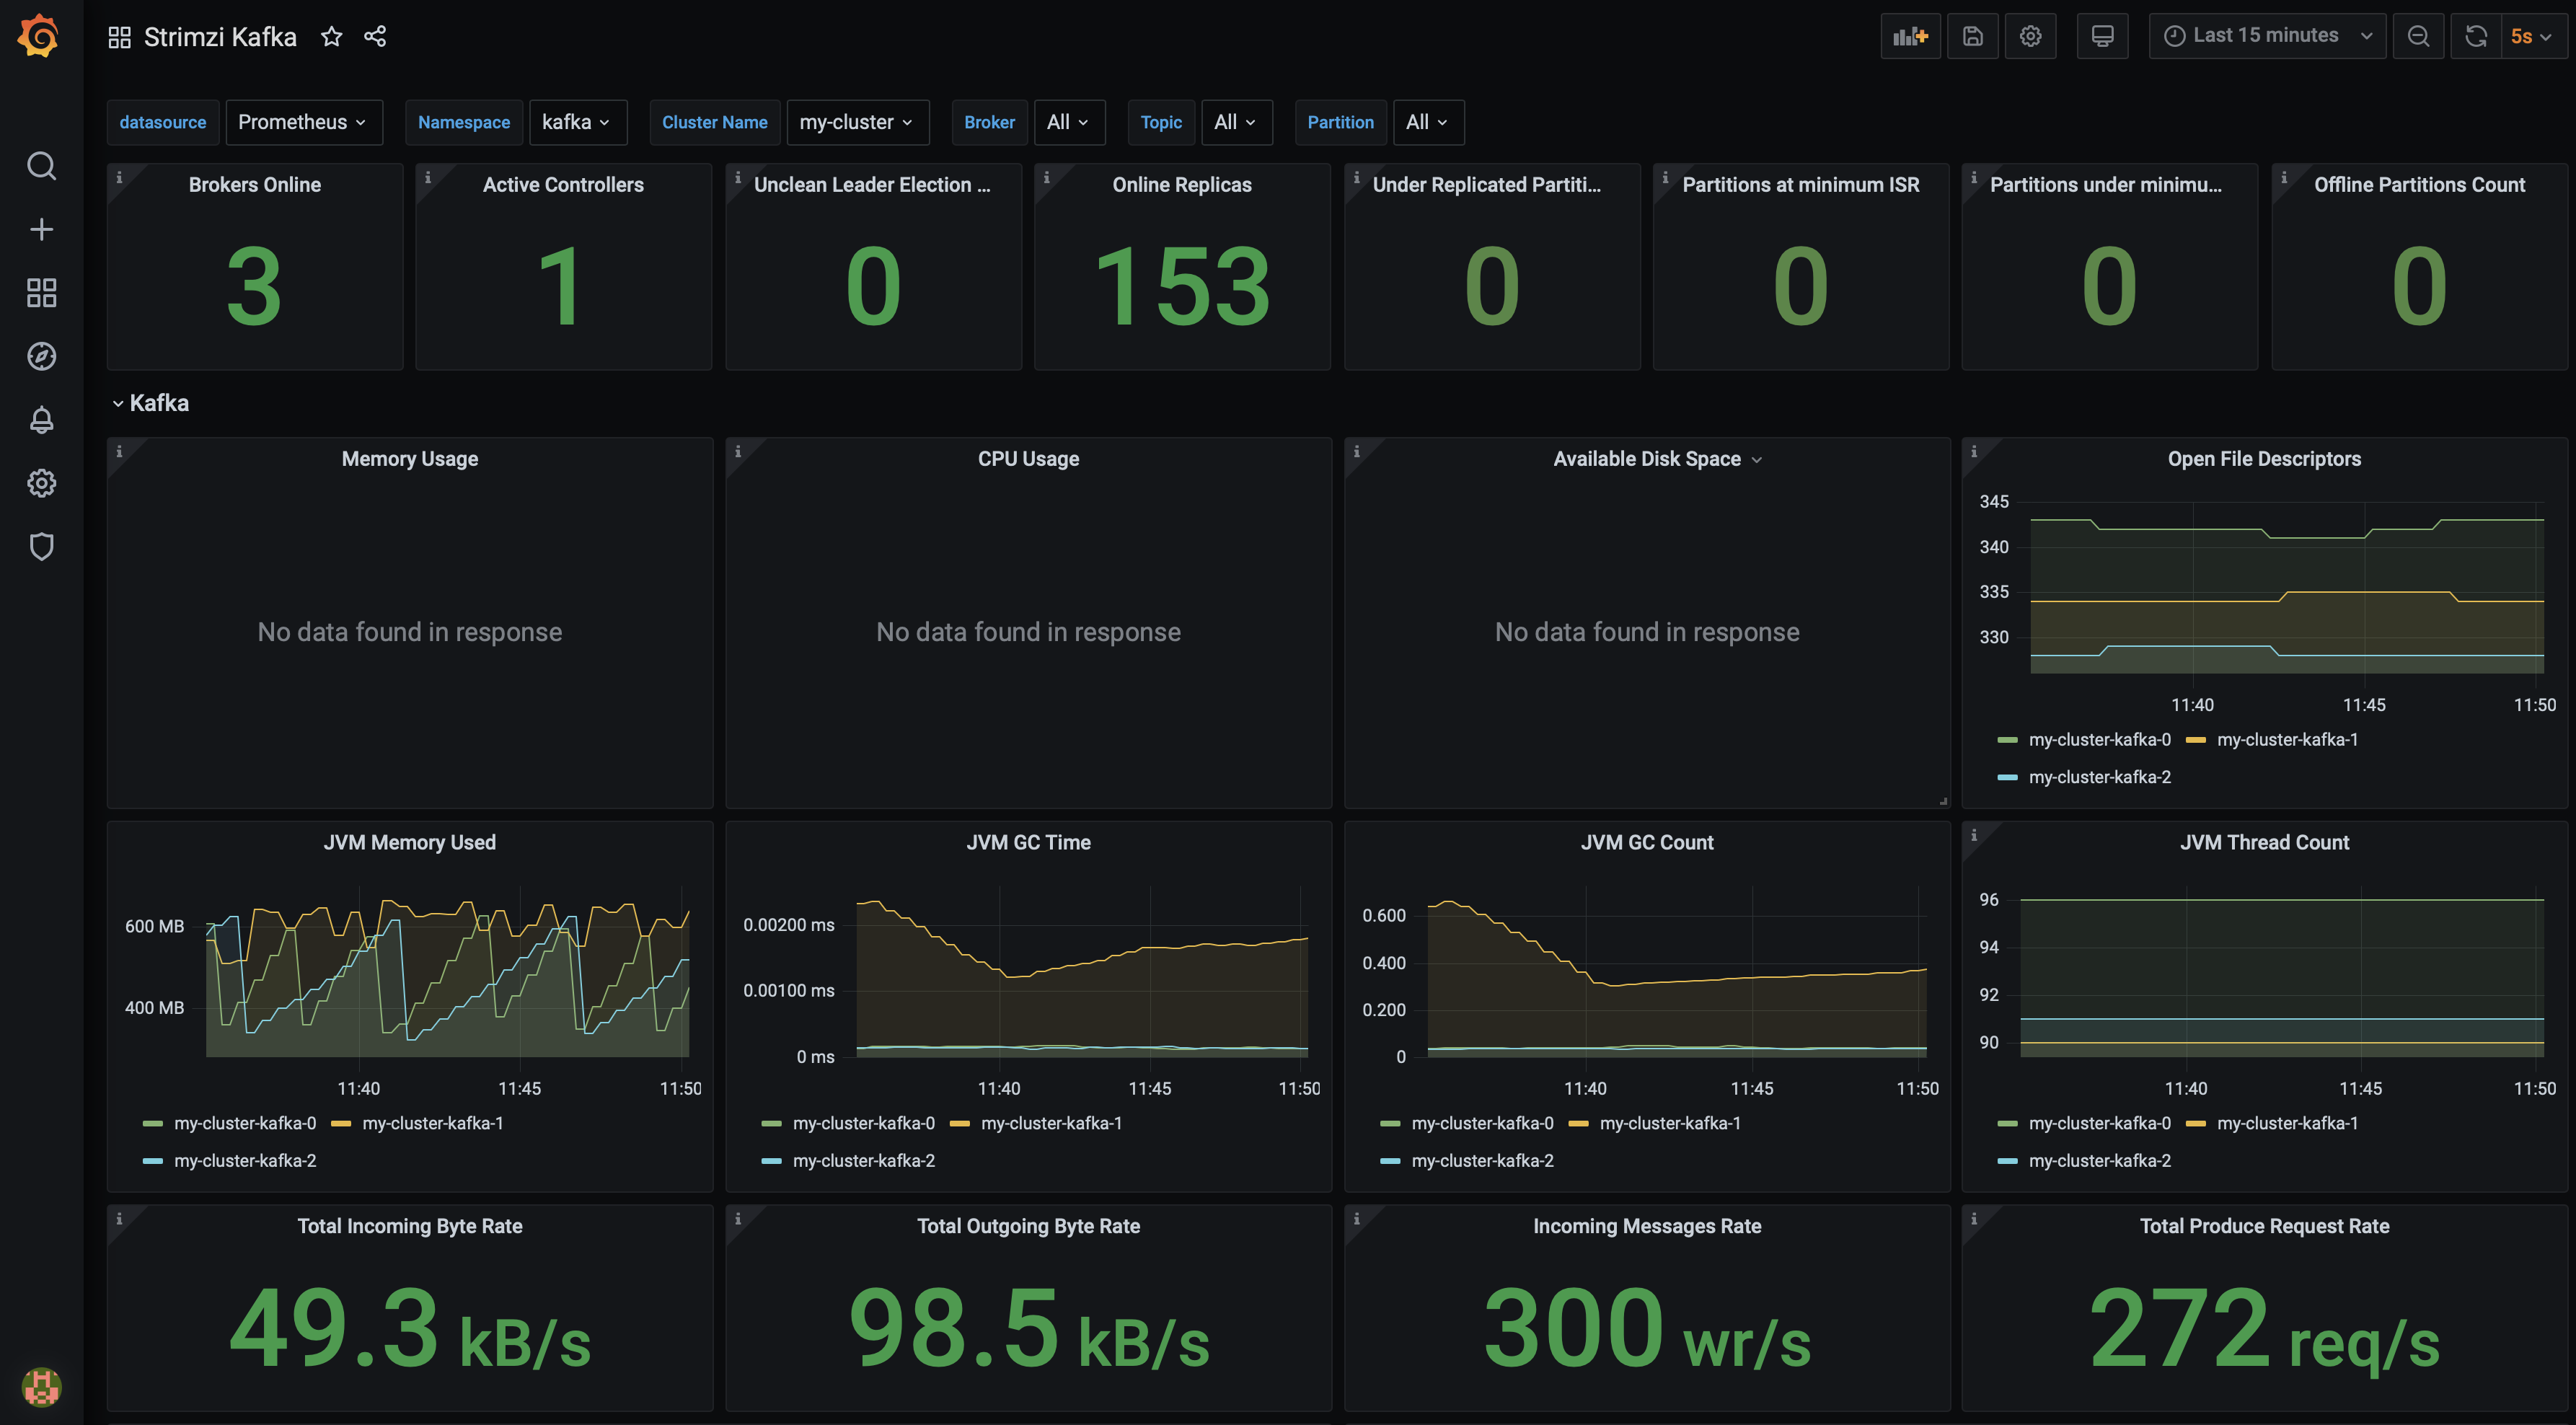 Strimzi Kafka
Last 15 minutes
5s
datasource Prometheus Namespace kafka Cluster Name my-cluster Broker All Topic All Partition All
Brokers Online
3
Active Controllers
1
Unclean Leader Election ...
0
Online Replicas
153
Under Replicated Partiti...
0
Partitions at minimum ISR
0
Partitions under minimu...
0
Offline Partitions Count
0
Kafka
Memory Usage
No data found in response
CPU Usage
No data found in response
Available Disk Space
No data found in response
Open File Descriptors
345
340
335
330
11:40 11:45 11:50
my-cluster-kafka-0 my-cluster-kafka-1
my-cluster-kafka-2
JVM Memory Used
600 MB
400 MB
11:40 11:45 11:50
my-cluster-kafka-0 my-cluster-kafka-1
my-cluster-kafka-2
JVM GC Time
0.00200 ms
0.00100 ms
0 ms
11:40 11:45 11:50
my-cluster-kafka-0 my-cluster-kafka-1
my-cluster-kafka-2
JVM GC Count
0.600
0.400
0.200
0
11:40 11:45 11:50
my-cluster-kafka-0 my-cluster-kafka-1
my-cluster-kafka-2
JVM Thread Count
96
94
92
90
11:40 11:45 11:50
my-cluster-kafka-0 my-cluster-kafka-1
my-cluster-kafka-2
Total Incoming Byte Rate
49.3 kB/s
Total Outgoing Byte Rate
98.5 kB/s
Incoming Messages Rate
300 wr/s
Total Produce Request Rate
272 req/s